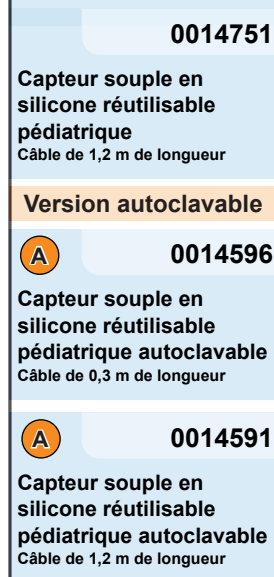 0014751
Capteur souple en
silicone réutilisable
pédiatrique
Câble de 1,2 m de longueur
Version autoclavable
A
0014596
Capteur souple en
silicone réutilisable
pédiatrique autoclavable
Câble de 0,3 m de longueur
A
0014591
Capteur souple en
silicone réutilisable
pédiatrique autoclavable
Câble de 1,2 m de longueur